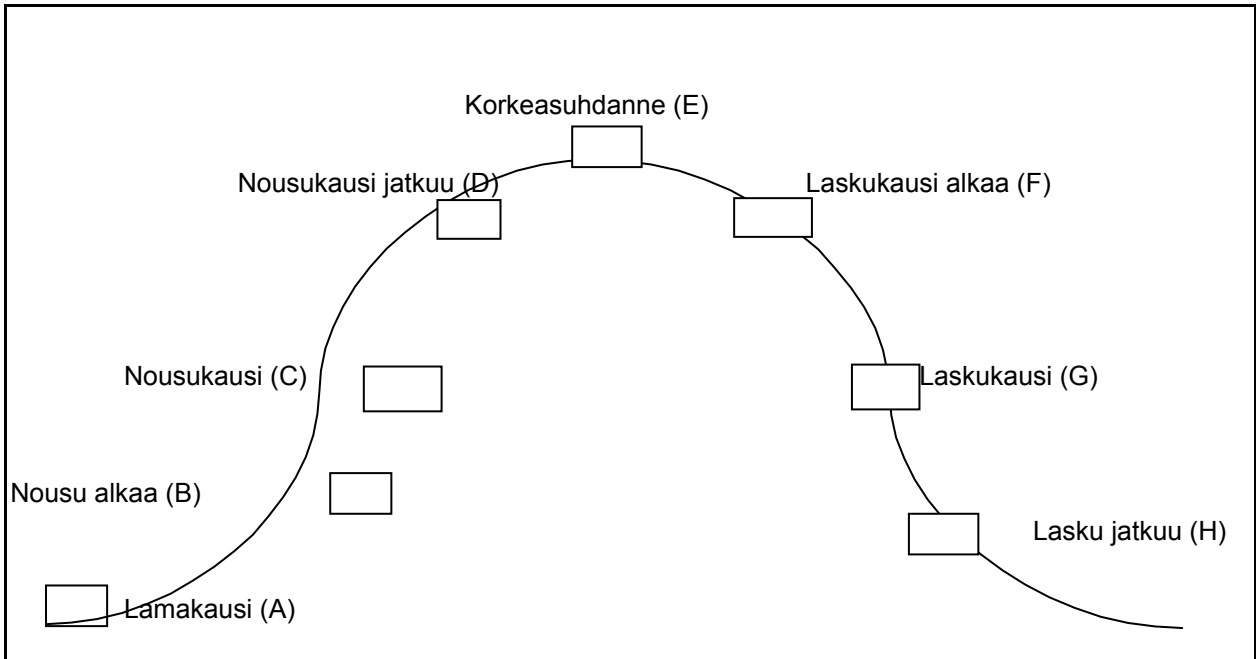 Korkeasuhdanne (E)
Nousukausi jatkuu (D)
Laskukausi alkaa (F)
Nousukausi (C)
Laskukausi (G)
Nousu alkaa (B)
Lasku jatkuu (H)
Lamakausi (A)